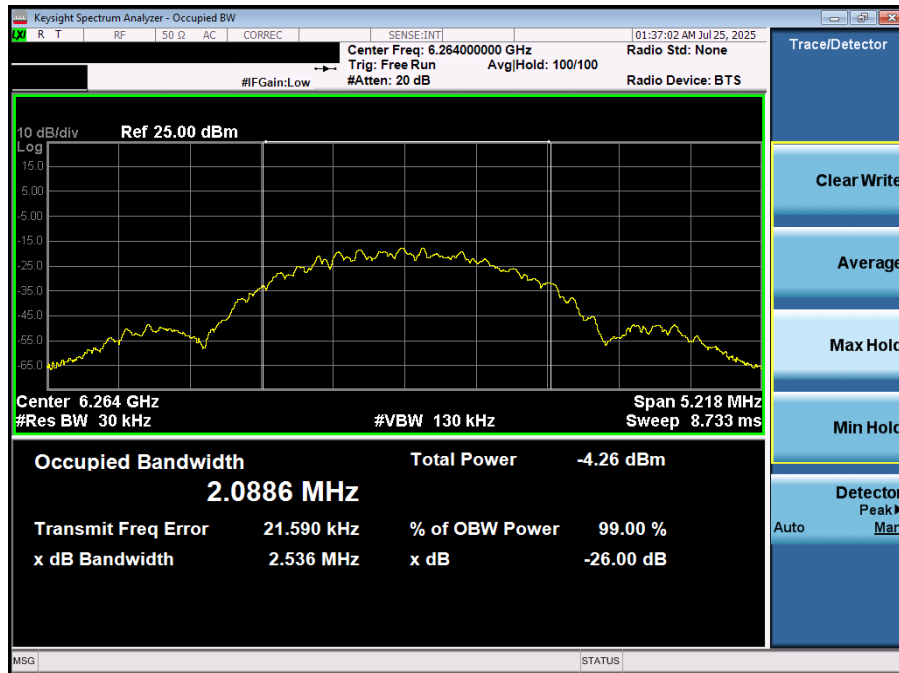 Keysight Spectrum Analyzer - Occupied BW
LXI R T RF 50 Ω AC CORREC SENSE:INT 01:37:02 AM Jul 25, 2025
Center Freq: 6.264000000 GHz Radio Std: None
Trig: Free Run Avg|Hold: 100/100
#IFGain:Low #Atten: 20 dB Radio Device: BTS
10 dB/div Ref 25.00 dBm
Log
15.0
5.00
-5.00
-15.0
-25.0
-35.0
-45.0
-55.0
-65.0
Center 6.264 GHz Span 5.218 MHz
#Res BW 30 kHz #VBW 130 kHz Sweep 8.733 ms
Occupied Bandwidth Total Power -4.26 dBm
2.0886 MHz
Transmit Freq Error 21.590 kHz % of OBW Power 99.00 %
x dB Bandwidth 2.536 MHz x dB -26.00 dB
MSG STATUS
Trace/Detector
Clear Write
Average
Max Hold
Min Hold
Detector
Peak
Auto Man